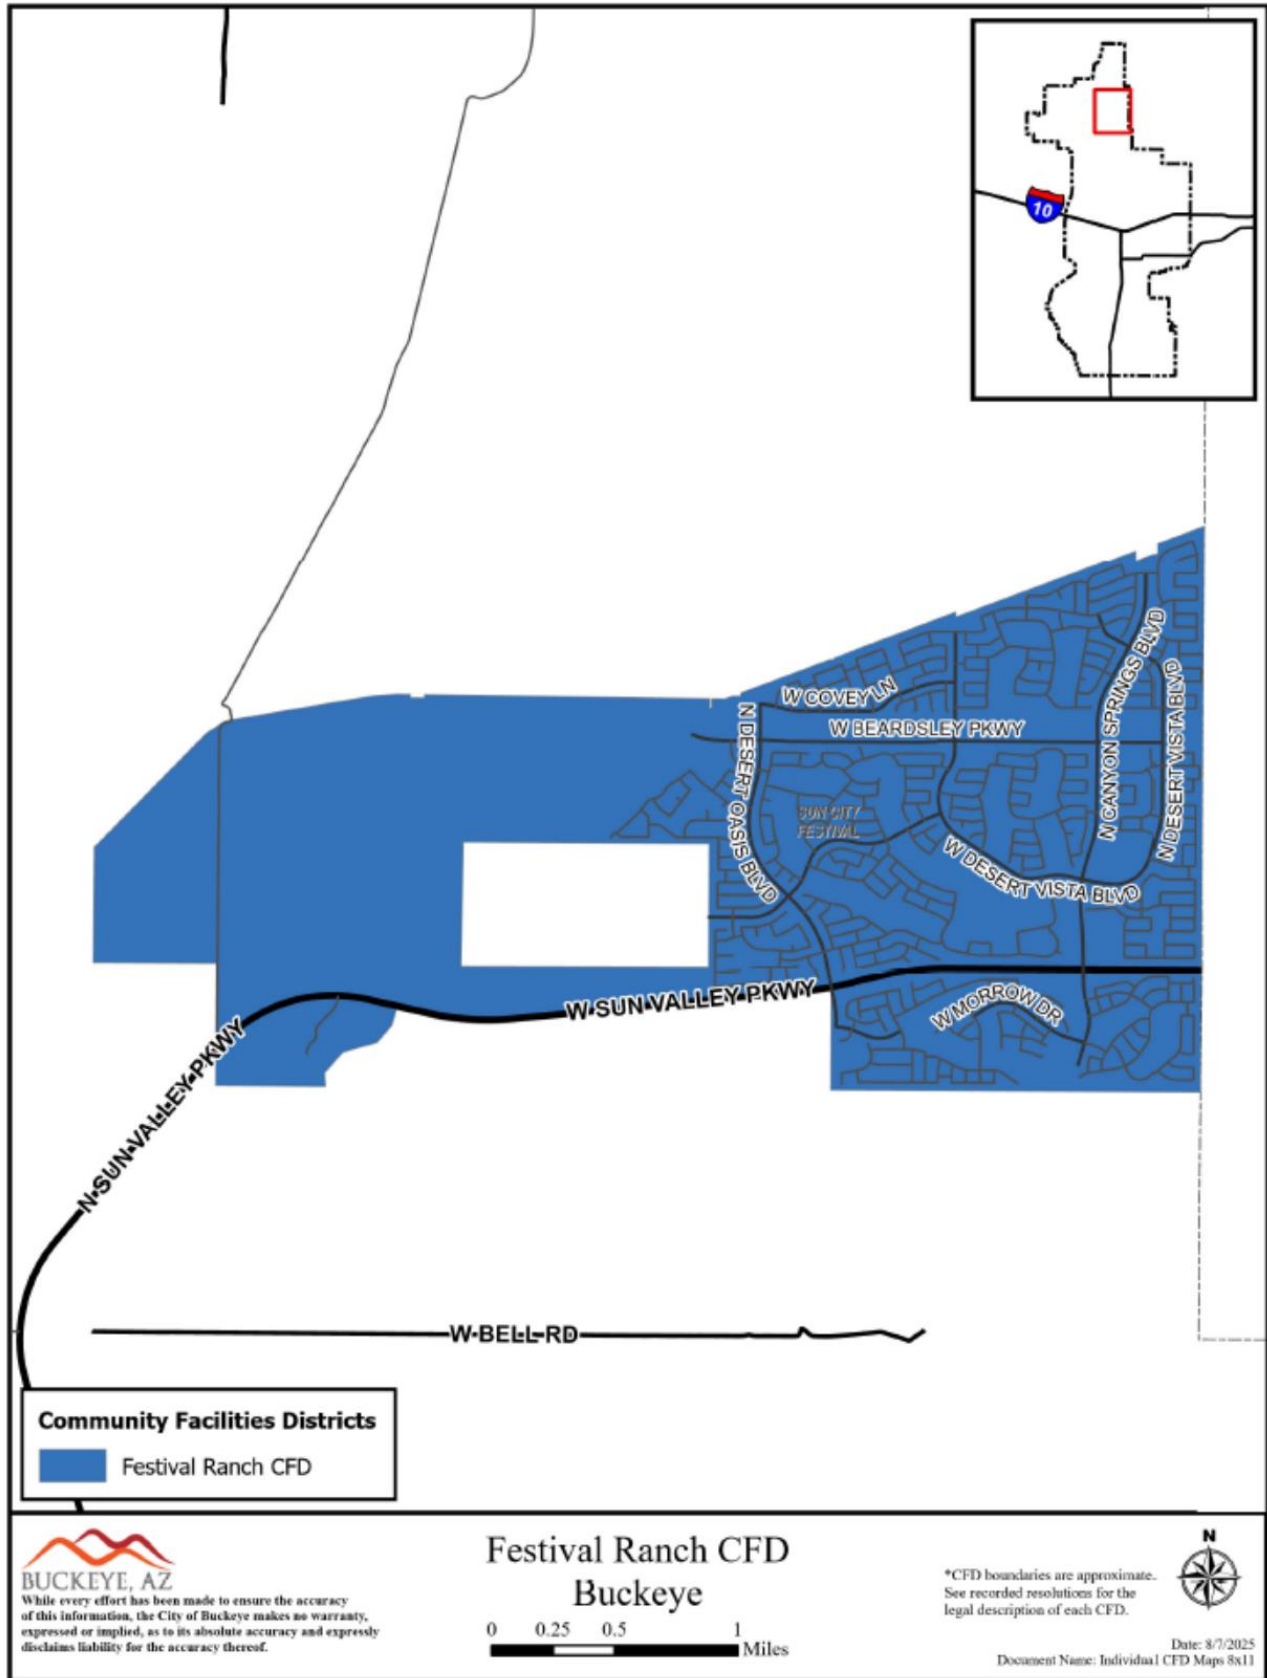 10
W COVEY LN
W BEARDSLEY PKWY
N DESERT OASIS BLVD
N CANYON SPRINGS BLVD
N DESERT VISTA BLVD
SUN CITY
FESTIVAL
W DESERT VISTA BLVD
W SUN VALLEY PKWY
W MORROW DR
N SUN VALLEY PKWY
W BELL RD
Community Facilities Districts
Festival Ranch CFD
BUCKEYE, AZ
While every effort has been made to ensure the accuracy
of this information, the City of Buckeye makes no warranty,
expressed or implied, as to its absolute accuracy and expressly
disclaims liability for the accuracy thereof.
Festival Ranch CFD
Buckeye
0 0.25 0.5 1
Miles
N
*CFD boundaries are approximate.
See recorded resolutions for the
legal description of each CFD.
Date: 8/7/2025
Document Name: Individual CFD Maps 8x11